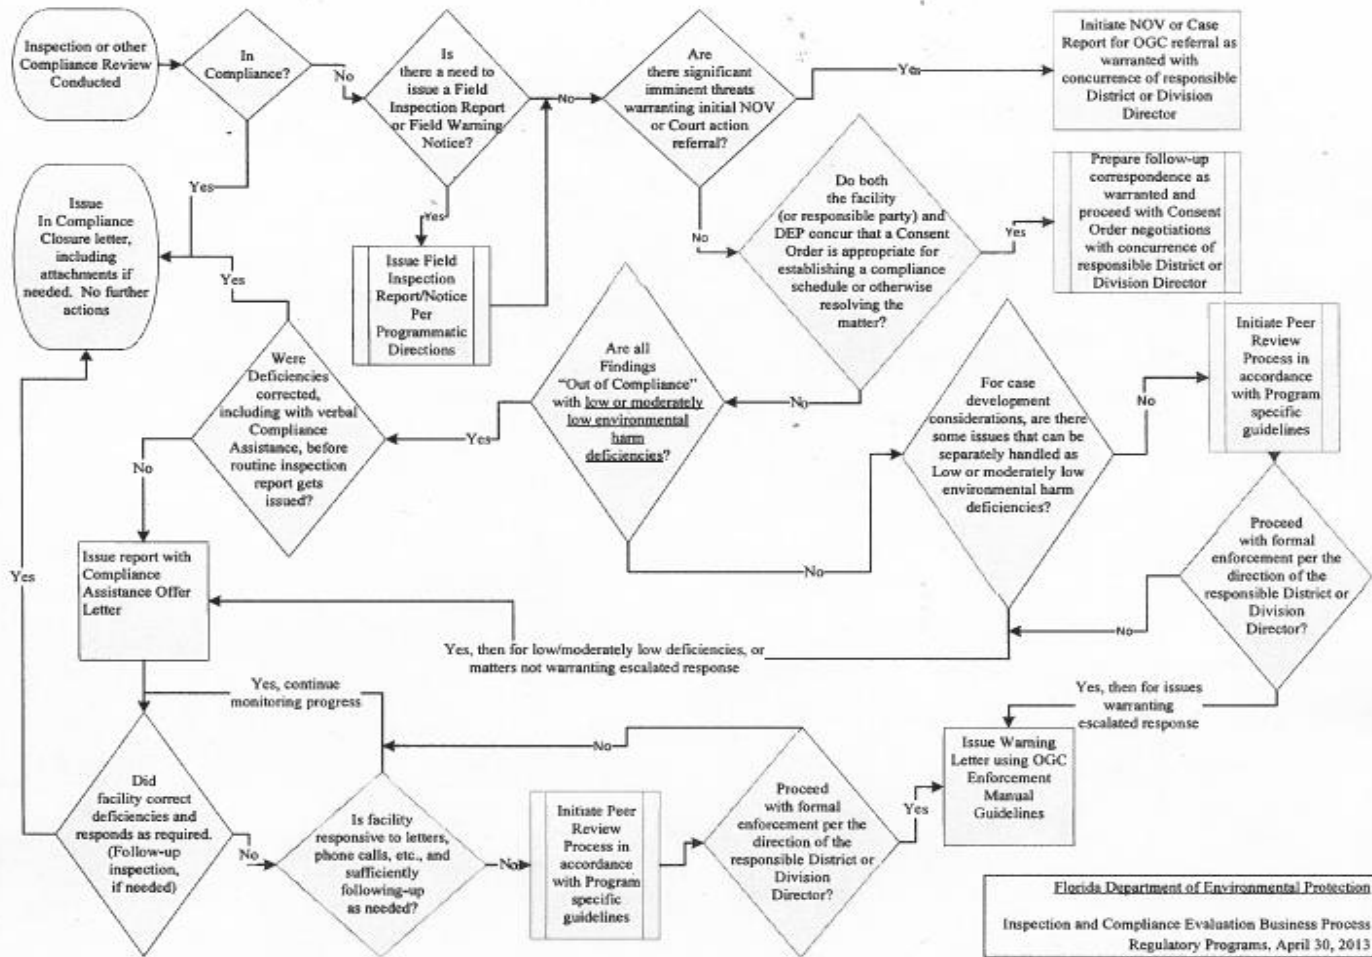 Inspection or other
Compliance Review
Conducted
In
Compliance?
No
Is
there a need to
issue a Field
Inspection Report
or Field Warning
Notice?
No
Are
there significant
imminent threats
warranting initial NOV
or Court action
referral?
Yes
Initiate NOV or Case
Report for OGC referral as
warranted with
concurrence of responsible
District or Division
Director
Yes
Issue
In Compliance
Closure letter,
including
attachments if
needed. No further
actions
Yes
Yes
Issue Field
Inspection
Report/Notice
Per
Programmatic
Directions
No
Do both
the facility
(or responsible party) and
DEP concur that a Consent
Order is appropriate for
establishing a compliance
schedule or otherwise
resolving the
matter?
Yes
Prepare follow-up
correspondence as
warranted and
proceed with Consent
Order negotiations
with concurrence of
responsible District or
Division Director
Were
Deficiencies
corrected,
including with verbal
Compliance
Assistance, before
routine inspection
report gets
issued?
Yes
Are all
Findings
"Out of Compliance"
with low or moderately
low environmental
harm
deficiencies?
No
For case
development
considerations, are there
some issues that can be
separately handled as
Low or moderately low
environmental harm
deficiencies?
No
Initiate Peer
Review
Process in
accordance
with Program
specific
guidelines
No
No
Issue report with
Compliance
Assistance Offer
Letter
Yes
Yes, then for low/moderately low deficiencies, or
matters not warranting escalated response
No
Proceed
with formal
enforcement per the
direction of the
responsible District or
Division
Director?
Yes, continue
monitoring progress
Yes, then for issues
warranting
escalated response
Did
facility correct
deficiencies and
responds as required.
(Follow-up
inspection,
if needed)
No
Is facility
responsive to letters,
phone calls, etc., and
sufficiently
following-up
as needed?
No
Initiate Peer
Review
Process in
accordance
with Program
specific
guidelines
No
Proceed
with formal
enforcement per the
direction of the
responsible District or
Division
Director?
Yes
Issue Warning
Letter using OGC
Enforcement
Manual
Guidelines
Florida Department of Environmental Protection
Inspection and Compliance Evaluation Business Process
Regulatory Programs, April 30, 2013